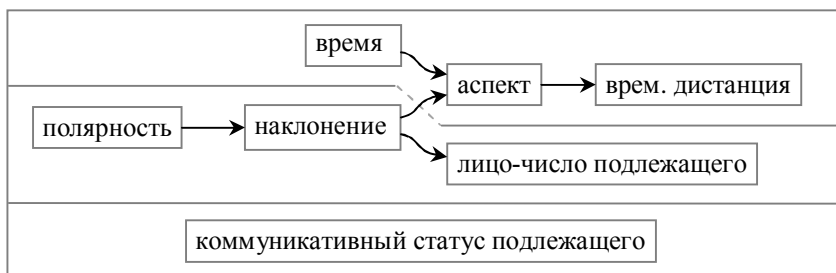 время
аспект
врем. дистанция
полярность
наклонение
лицо-число подлежащего
коммуникативный статус подлежащего